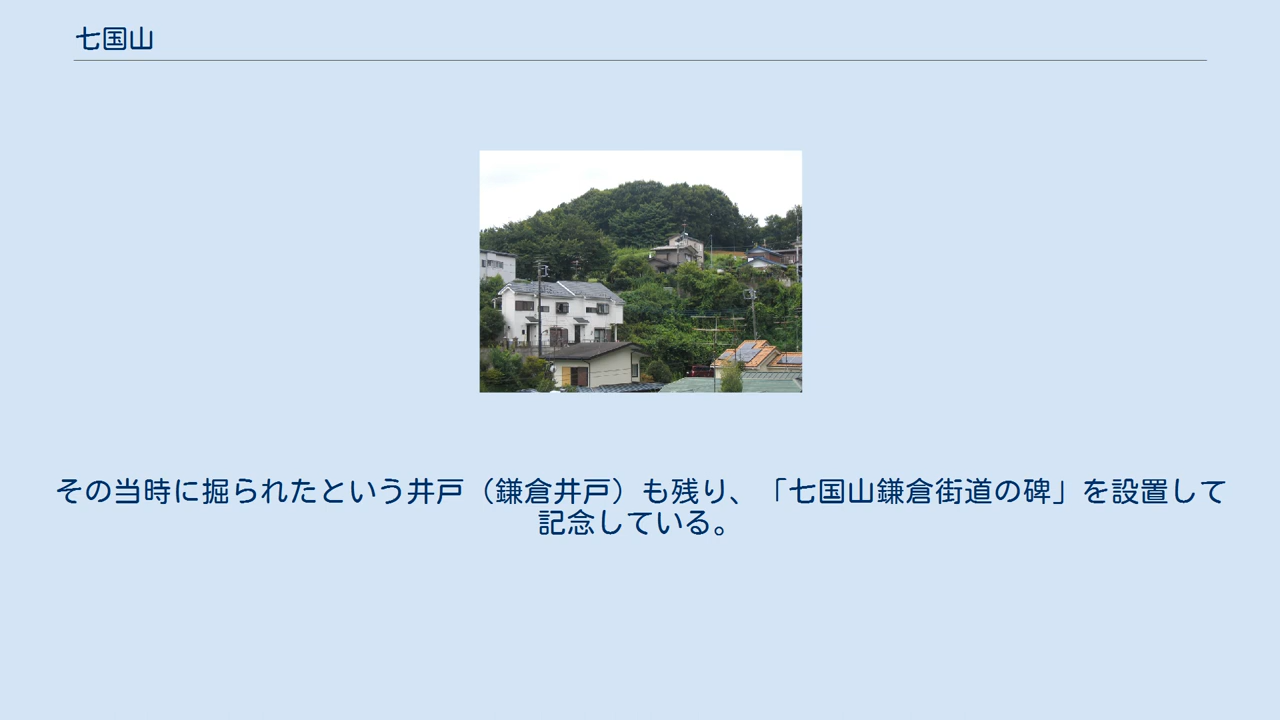 七国山
その当時に掘られたという井戸（鎌倉井戸）も残り、「七国山鎌倉街道の碑」を設置して
記念している。